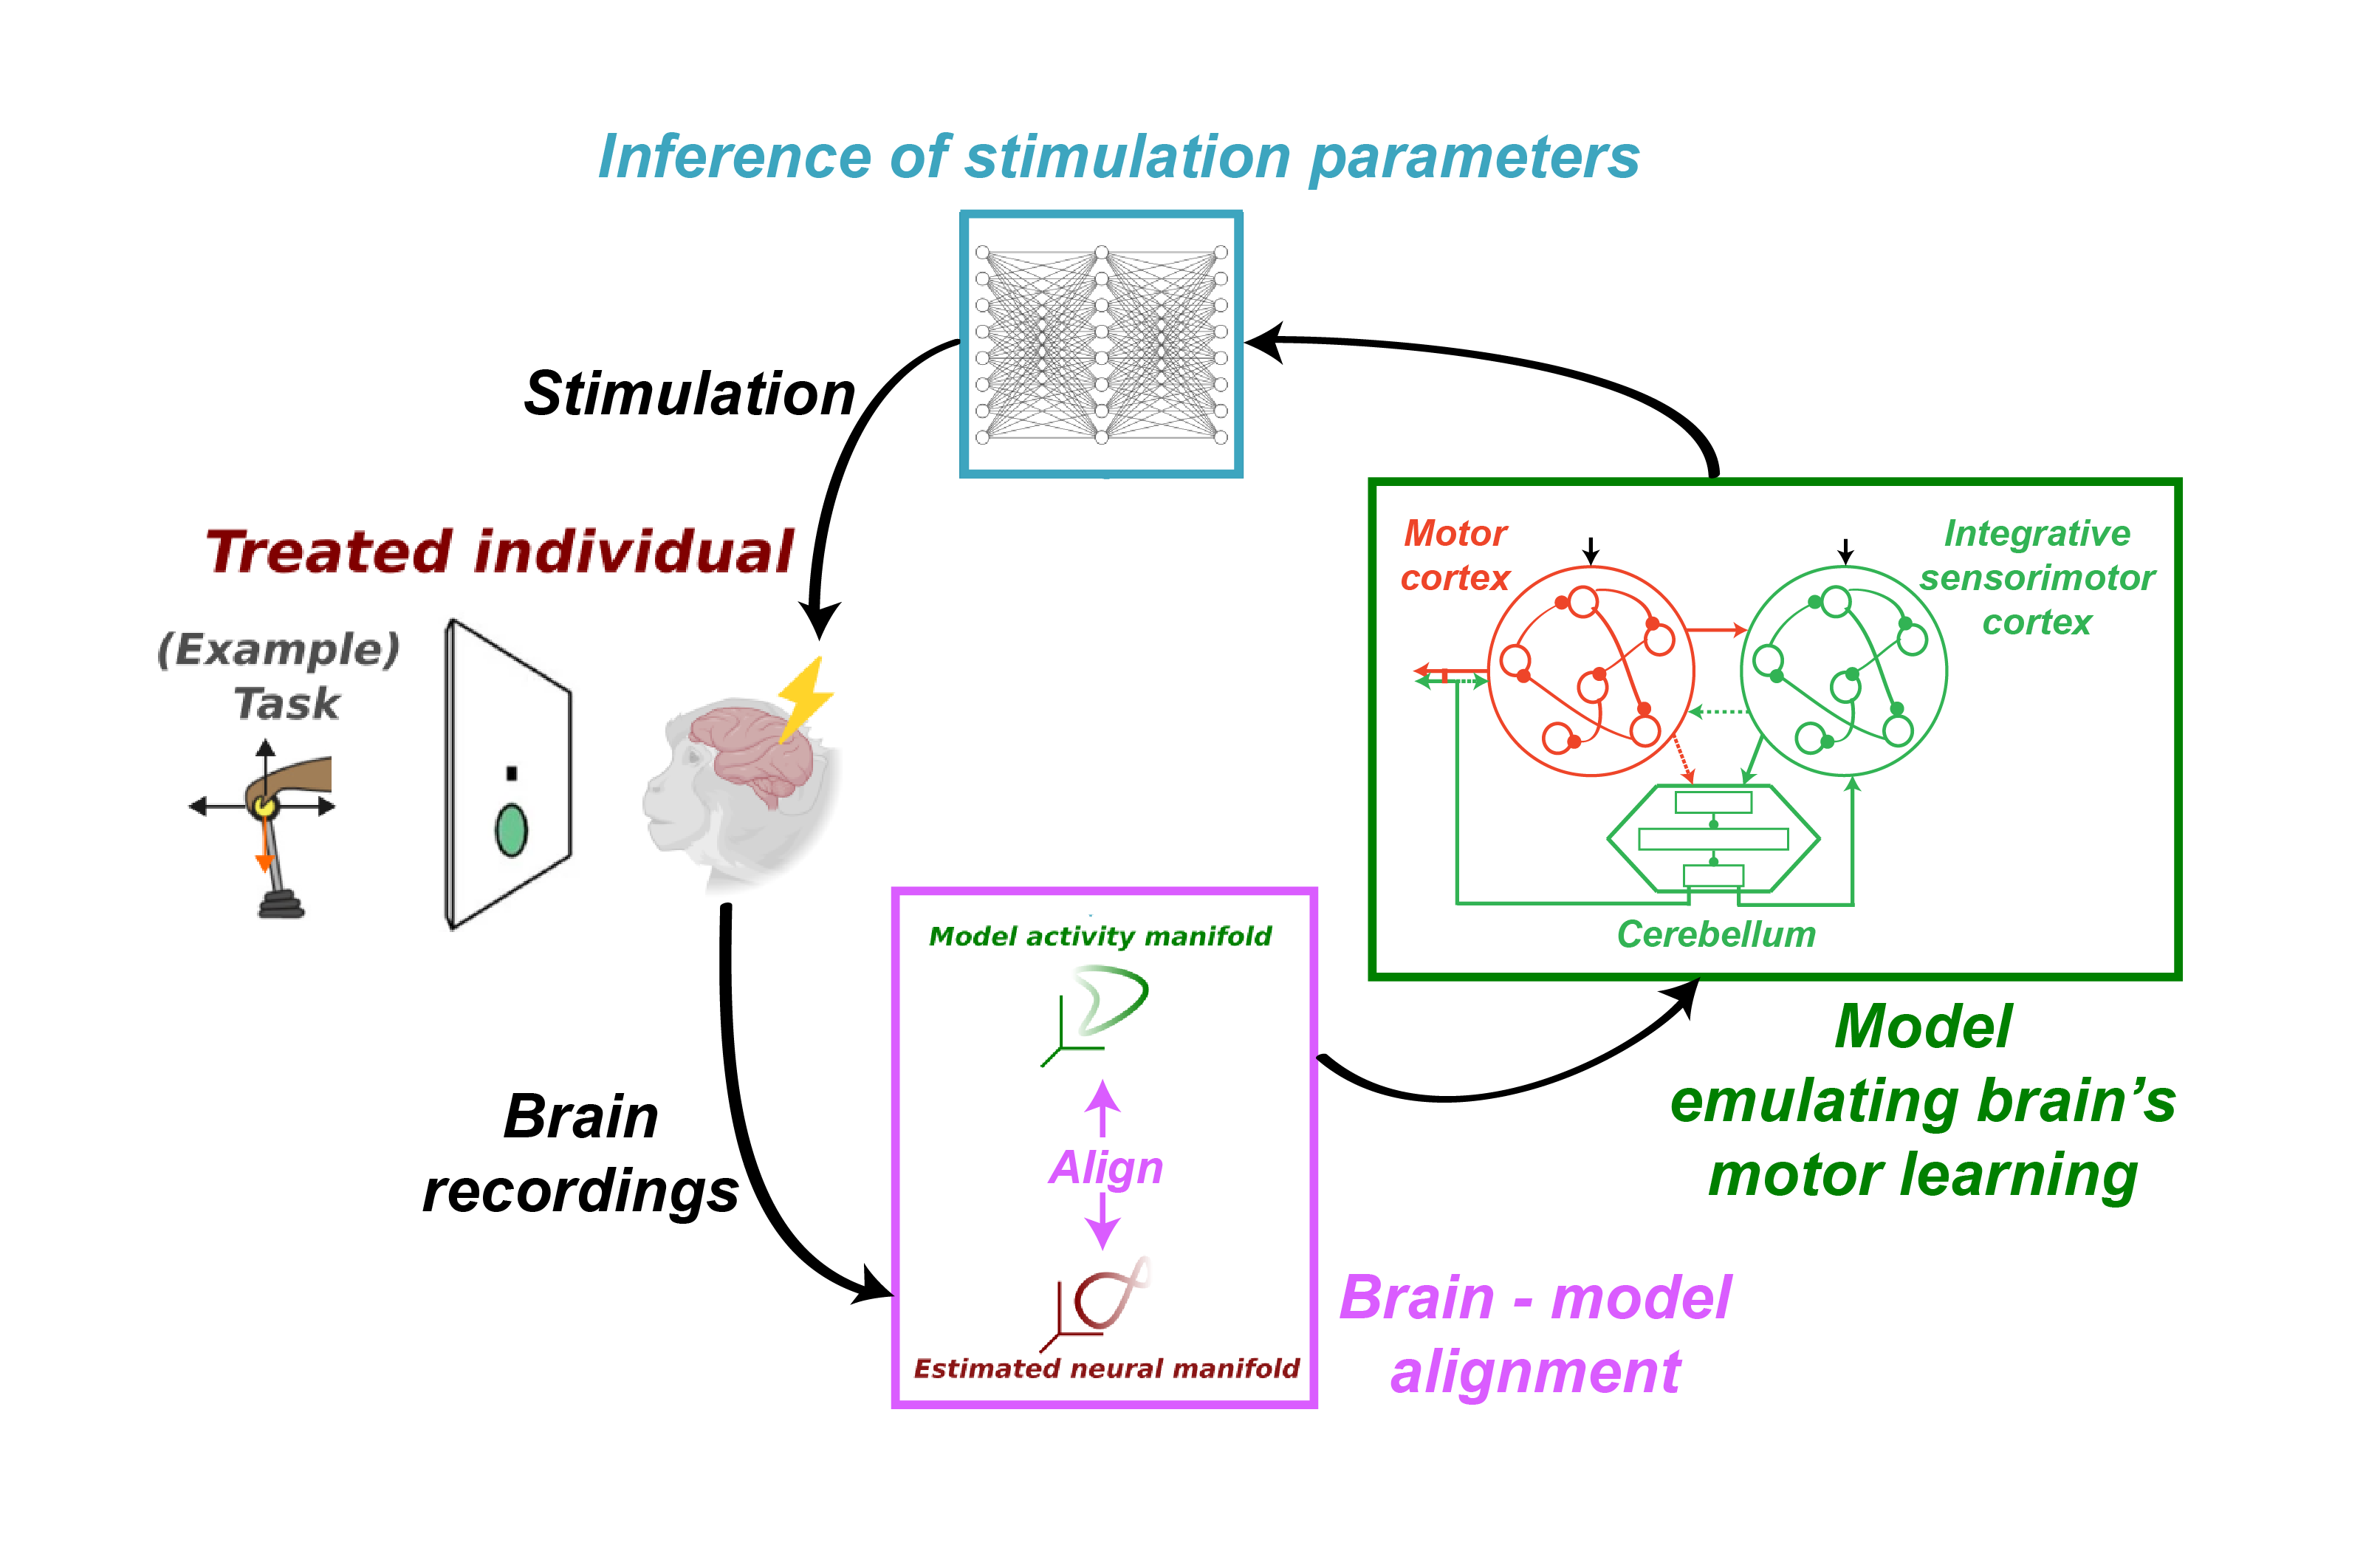 Inference of stimulation parameters
Stimulation
Treated individual
(Example)
Task
Motor
cortex
Integrative
sensorimotor
cortex
Cerebellum
Model activity manifold
Align
Estimated neural manifold
Brain
recordings
Model
emulating brain’s
motor learning
Brain - model
alignment